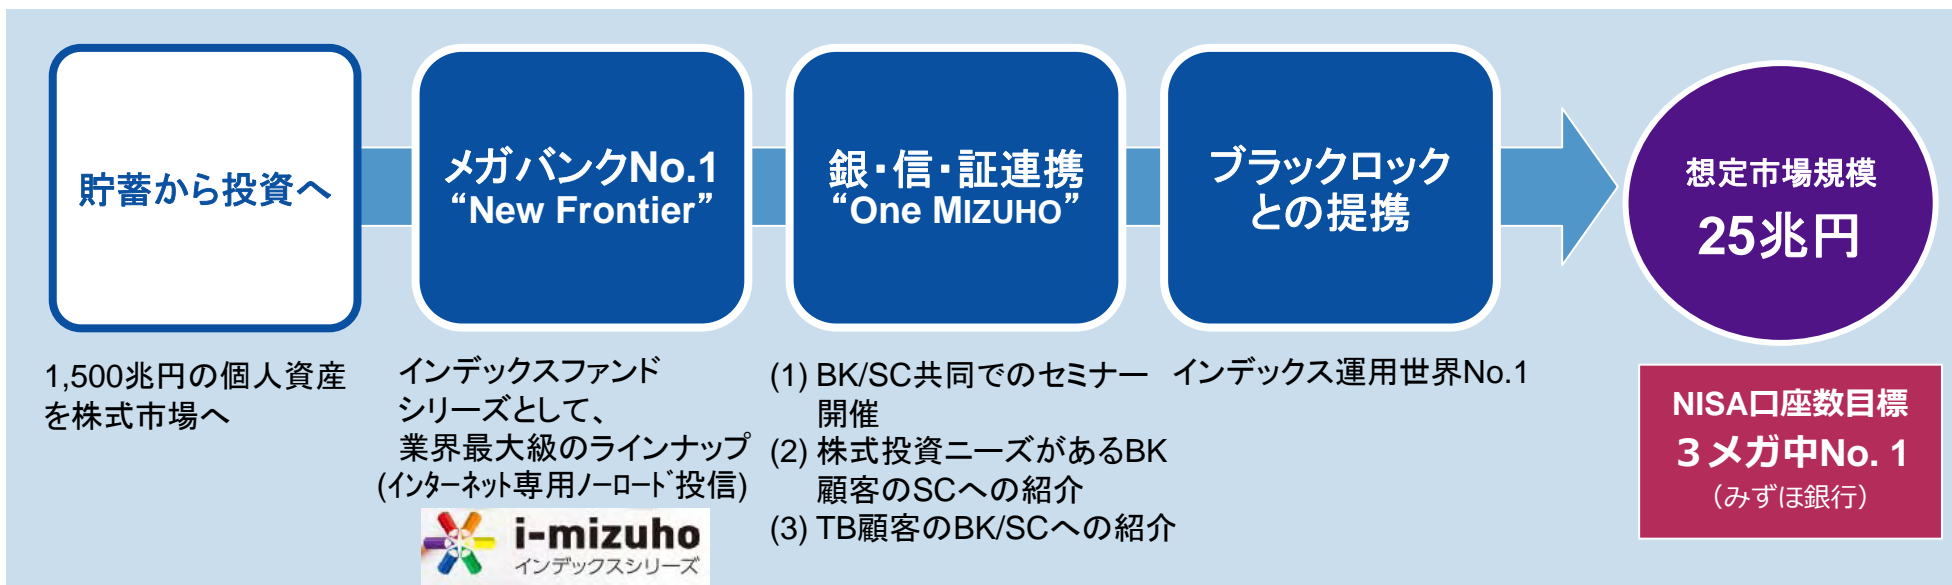 貯蓄から投資へ
1,500兆円の個人資産
を株式市場へ
メガバンクNo.1
“New Frontier”
インデックスファンド
シリーズとして、
業界最大級のラインナップ
(ｲﾝﾀｰﾈｯﾄ専用ﾉｰﾛｰﾄﾞ投信)
i-mizuho
インデックスシリーズ
銀・信・証連携
“One MIZUHO”
(1) BK/SC共同でのセミナー
開催
(2) 株式投資ニーズがあるBK
顧客のSCへの紹介
(3) TB顧客のBK/SCへの紹介
ブラックロック
との提携
インデックス運用世界No.1
想定市場規模
25兆円
NISA口座数目標
３メガ中No. 1
（みずほ銀行）